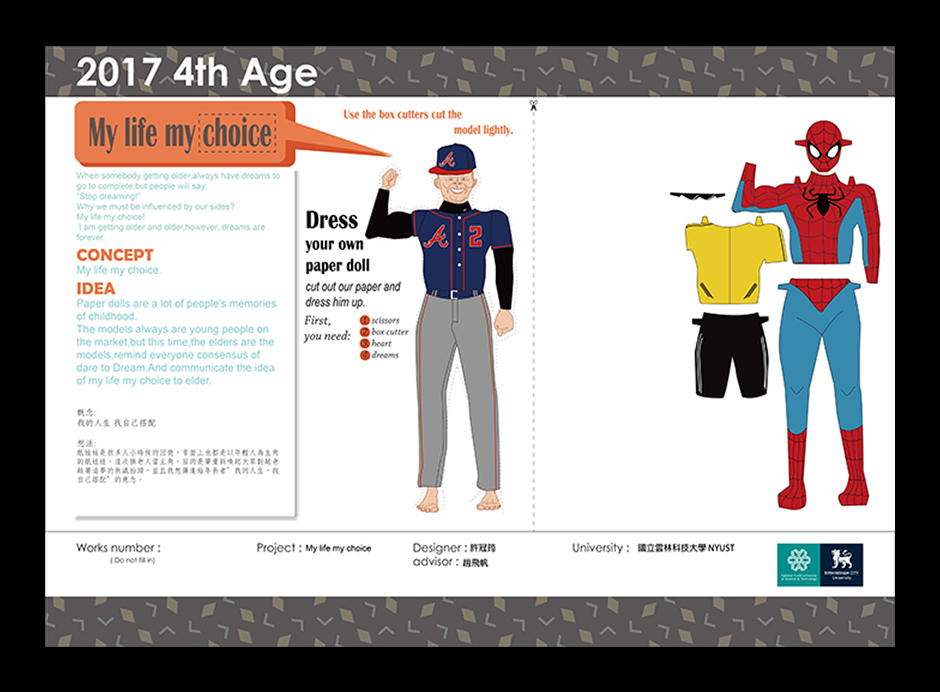 2017 4th Age
My life my choice
Use the box cutters cut the
model lightly.
When somebody getting older,always have dreams to
go to complete,but people will say:
"Stop dreaming!"
Why we must be influenced by our sides?
My life my choice!
I am getting older and older,however, dreams are
forever.
CONCEPT
My life my choice.
IDEA
Paper dolls are a lot of people's memories
of childhood.
The models always are young people on
the market,but this time,the elders are the
models,remind everyone consensus of
dare to Dream.And communicate the idea
of my life my choice to elder.
概念:
我的人生 我自己搭配
想法:
紙娃娃是很多人小時候的回憶，市面上也都是以年輕人為主角
的紙娃娃，這次換老人當主角，目的是要重新喚起大眾對越老
越著追夢的共識
並且我想傳達給年長者"我的人生，我
自己搭配"的意念。
Dress
your own
paper doll
cut out our paper and
dress him up.
First,
you need:
1 scissors
2 box cutter
3 heart
4 dreams
A
A 2
Works number :
( Do not fill in)
Project : My life my choice
Designer : 許冠筠
advisor : 趙飛帆
University : 國立雲林科技大學 NYUST
National Yunlin University
of Science & Technology
BIRMINGHAM CITY
University